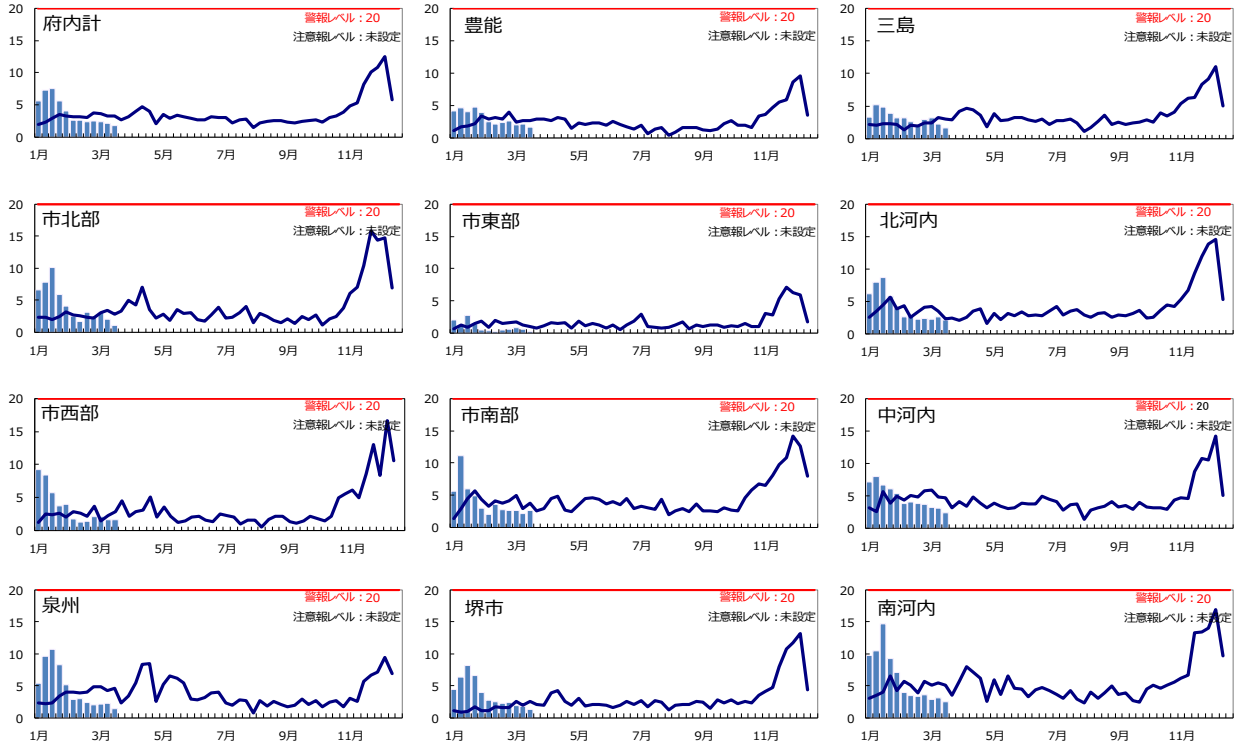 府内計
警報レベル：20
注意報レベル：未設定
20
15
10
5
0
1月 3月 5月 7月 9月 11月
豊能
警報レベル：20
注意報レベル：未設定
20
15
10
5
0
1月 3月 5月 7月 9月 11月
三島
警報レベル：20
注意報レベル：未設定
20
15
10
5
0
1月 3月 5月 7月 9月 11月
市北部
警報レベル：20
注意報レベル：未設定
20
15
10
5
0
1月 3月 5月 7月 9月 11月
市東部
警報レベル：20
注意報レベル：未設定
20
15
10
5
0
1月 3月 5月 7月 9月 11月
北河内
警報レベル：20
注意報レベル：未設定
20
15
10
5
0
1月 3月 5月 7月 9月 11月
市西部
警報レベル：20
注意報レベル：未設定
20
15
10
5
0
1月 3月 5月 7月 9月 11月
市南部
警報レベル：20
注意報レベル：未設定
20
15
10
5
0
1月 3月 5月 7月 9月 11月
中河内
警報レベル：20
注意報レベル：未設定
20
15
10
5
0
1月 3月 5月 7月 9月 11月
泉州
警報レベル：20
注意報レベル：未設定
20
15
10
5
0
1月 3月 5月 7月 9月 11月
堺市
警報レベル：20
注意報レベル：未設定
20
15
10
5
0
1月 3月 5月 7月 9月 11月
南河内
警報レベル：20
注意報レベル：未設定
20
15
10
5
0
1月 3月 5月 7月 9月 11月